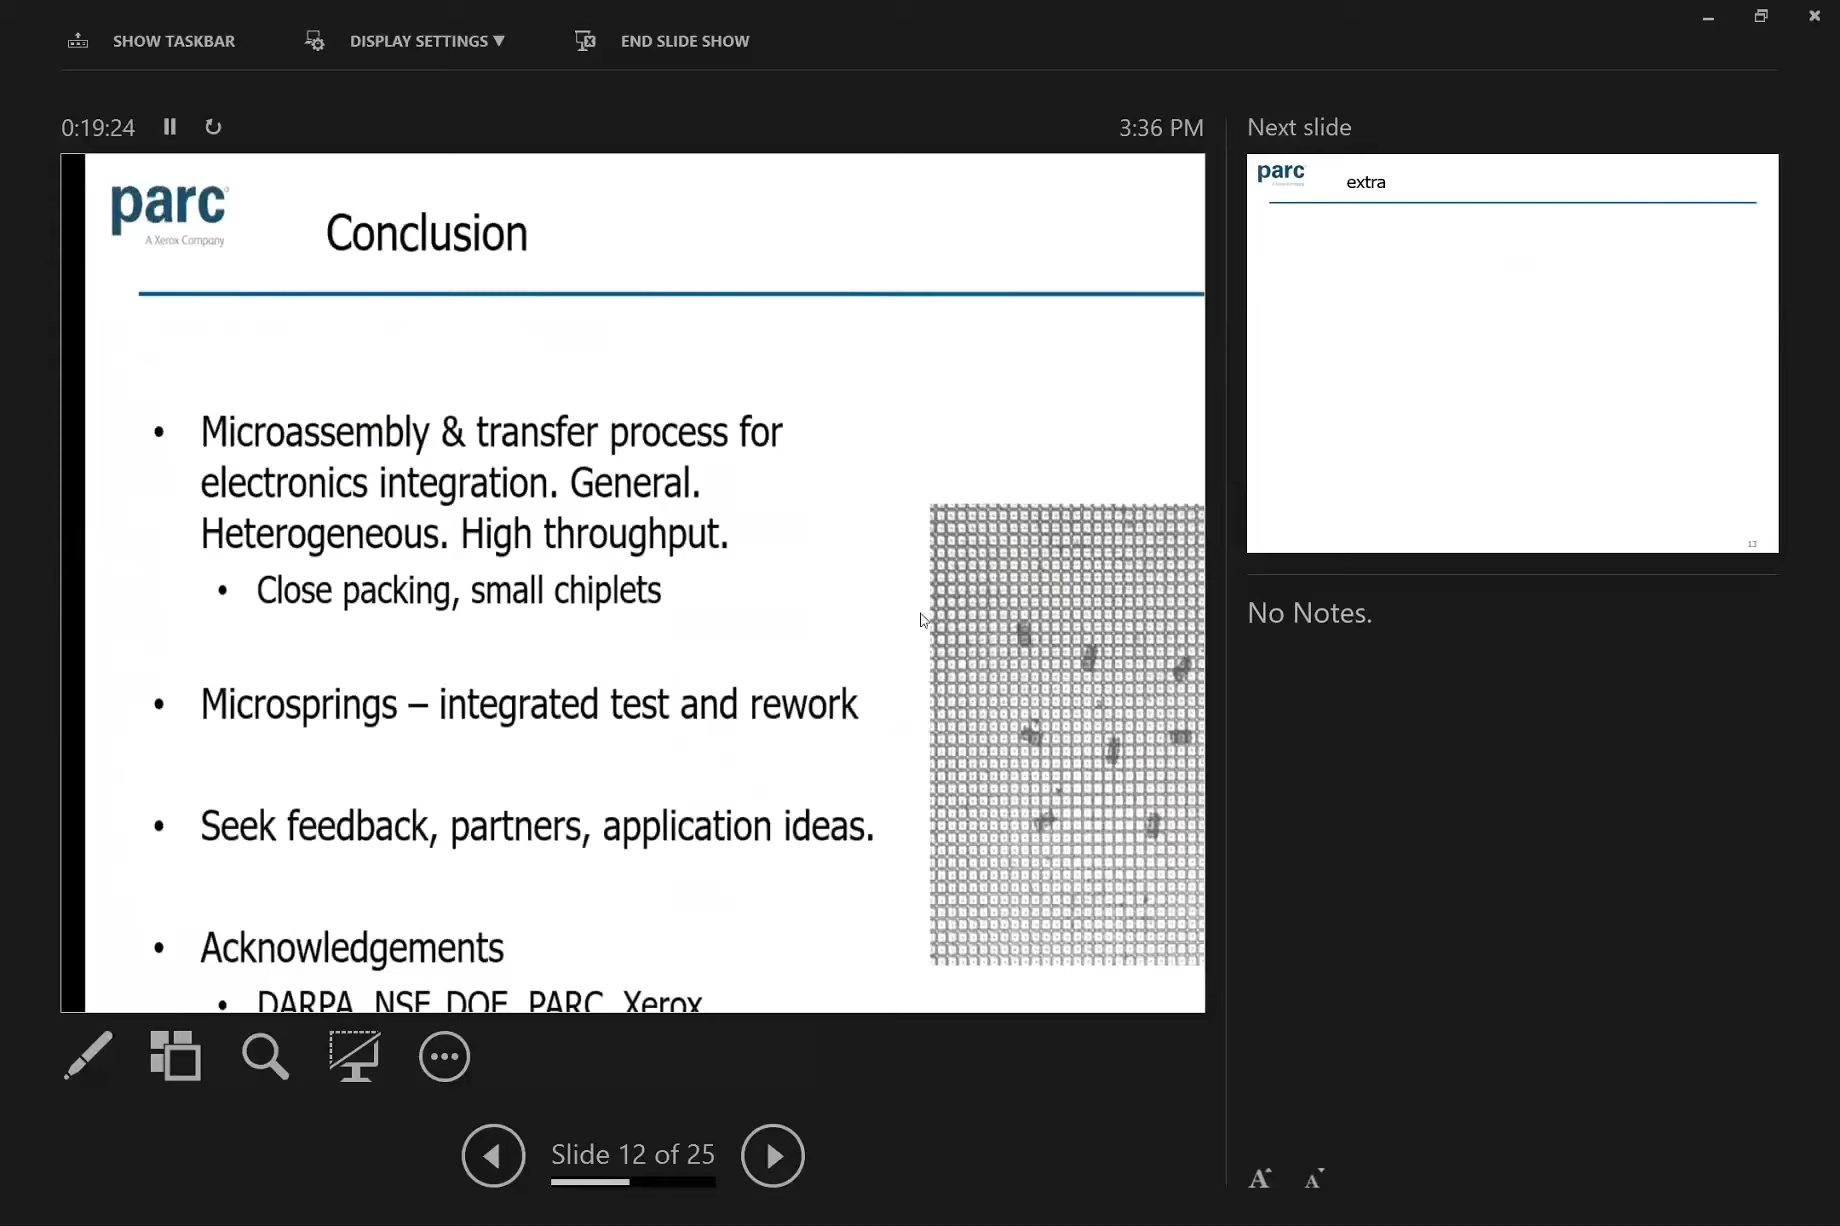 SHOW TASKBAR
DISPLAY SETTINGS ▼
END SLIDE SHOW
0:19:24
3:36 PM
parc®
A Xerox Company
Conclusion
• Microassembly & transfer process for
electronics integration. General.
Heterogeneous. High throughput.
• Close packing, small chiplets
• Microsprings – integrated test and rework
• Seek feedback, partners, application ideas.
• Acknowledgements
• DARPA, NSF, DOE, PARC, Xerox
Slide 12 of 25
Next slide
parc
extra
13
No Notes.
A
A